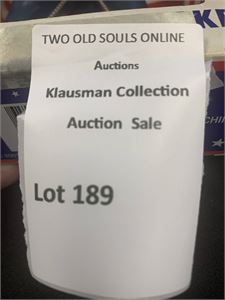 TWO OLD SOULS ONLINE
Auctions
Klausman Collection
Auction Sale
Lot 189